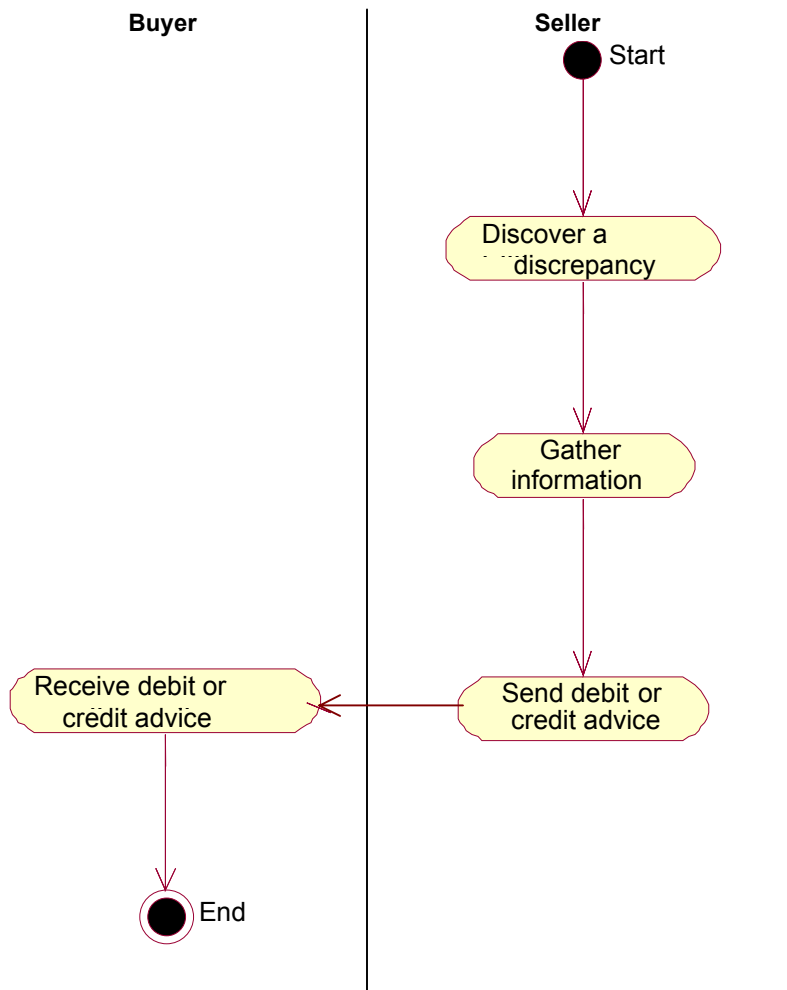 Buyer
Seller
Start
Discover a
discrepancy
Gather
information
Receive debit or
credit advice
Send debit or
credit advice
End